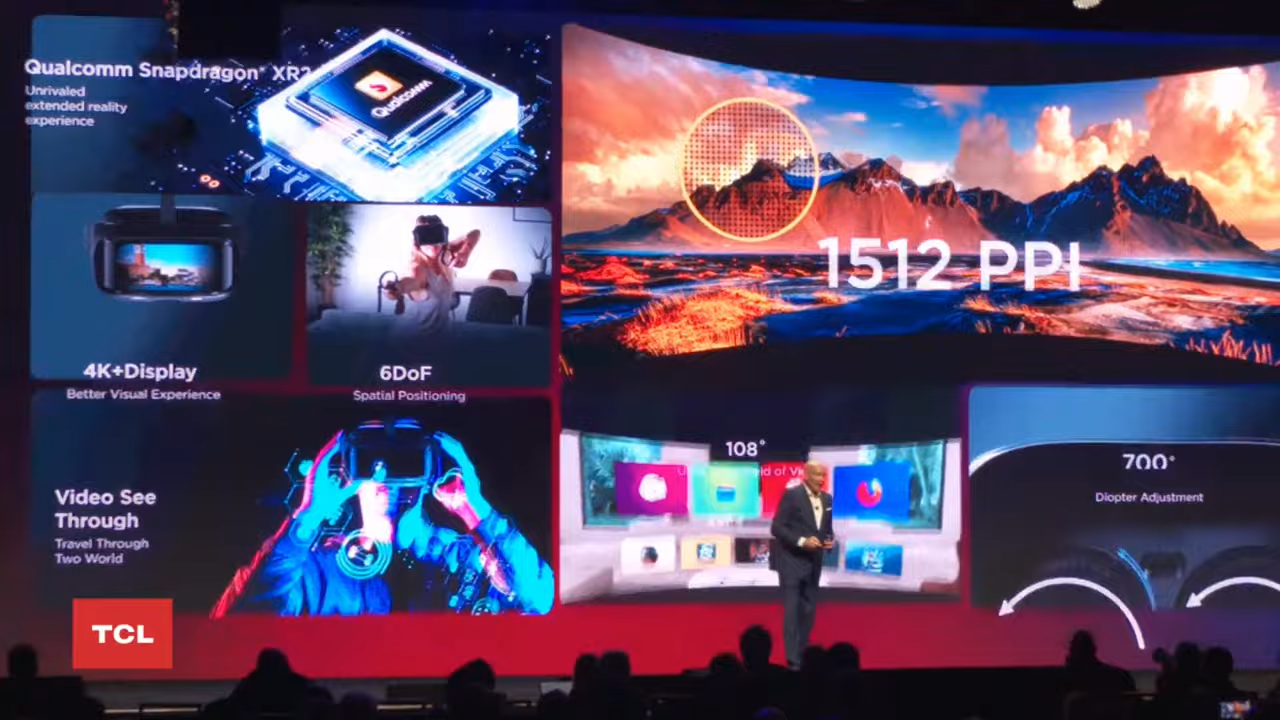 Qualcomm Snapdragon® XR2
Unrivaled
extended reality
experience
Qualcomm
1512 PPI
4K+Display
Better Visual Experience
6DoF
Spatial Positioning
Video See
Through
Travel Through
Two World
108°
700°
Diopter Adjustment
TCL